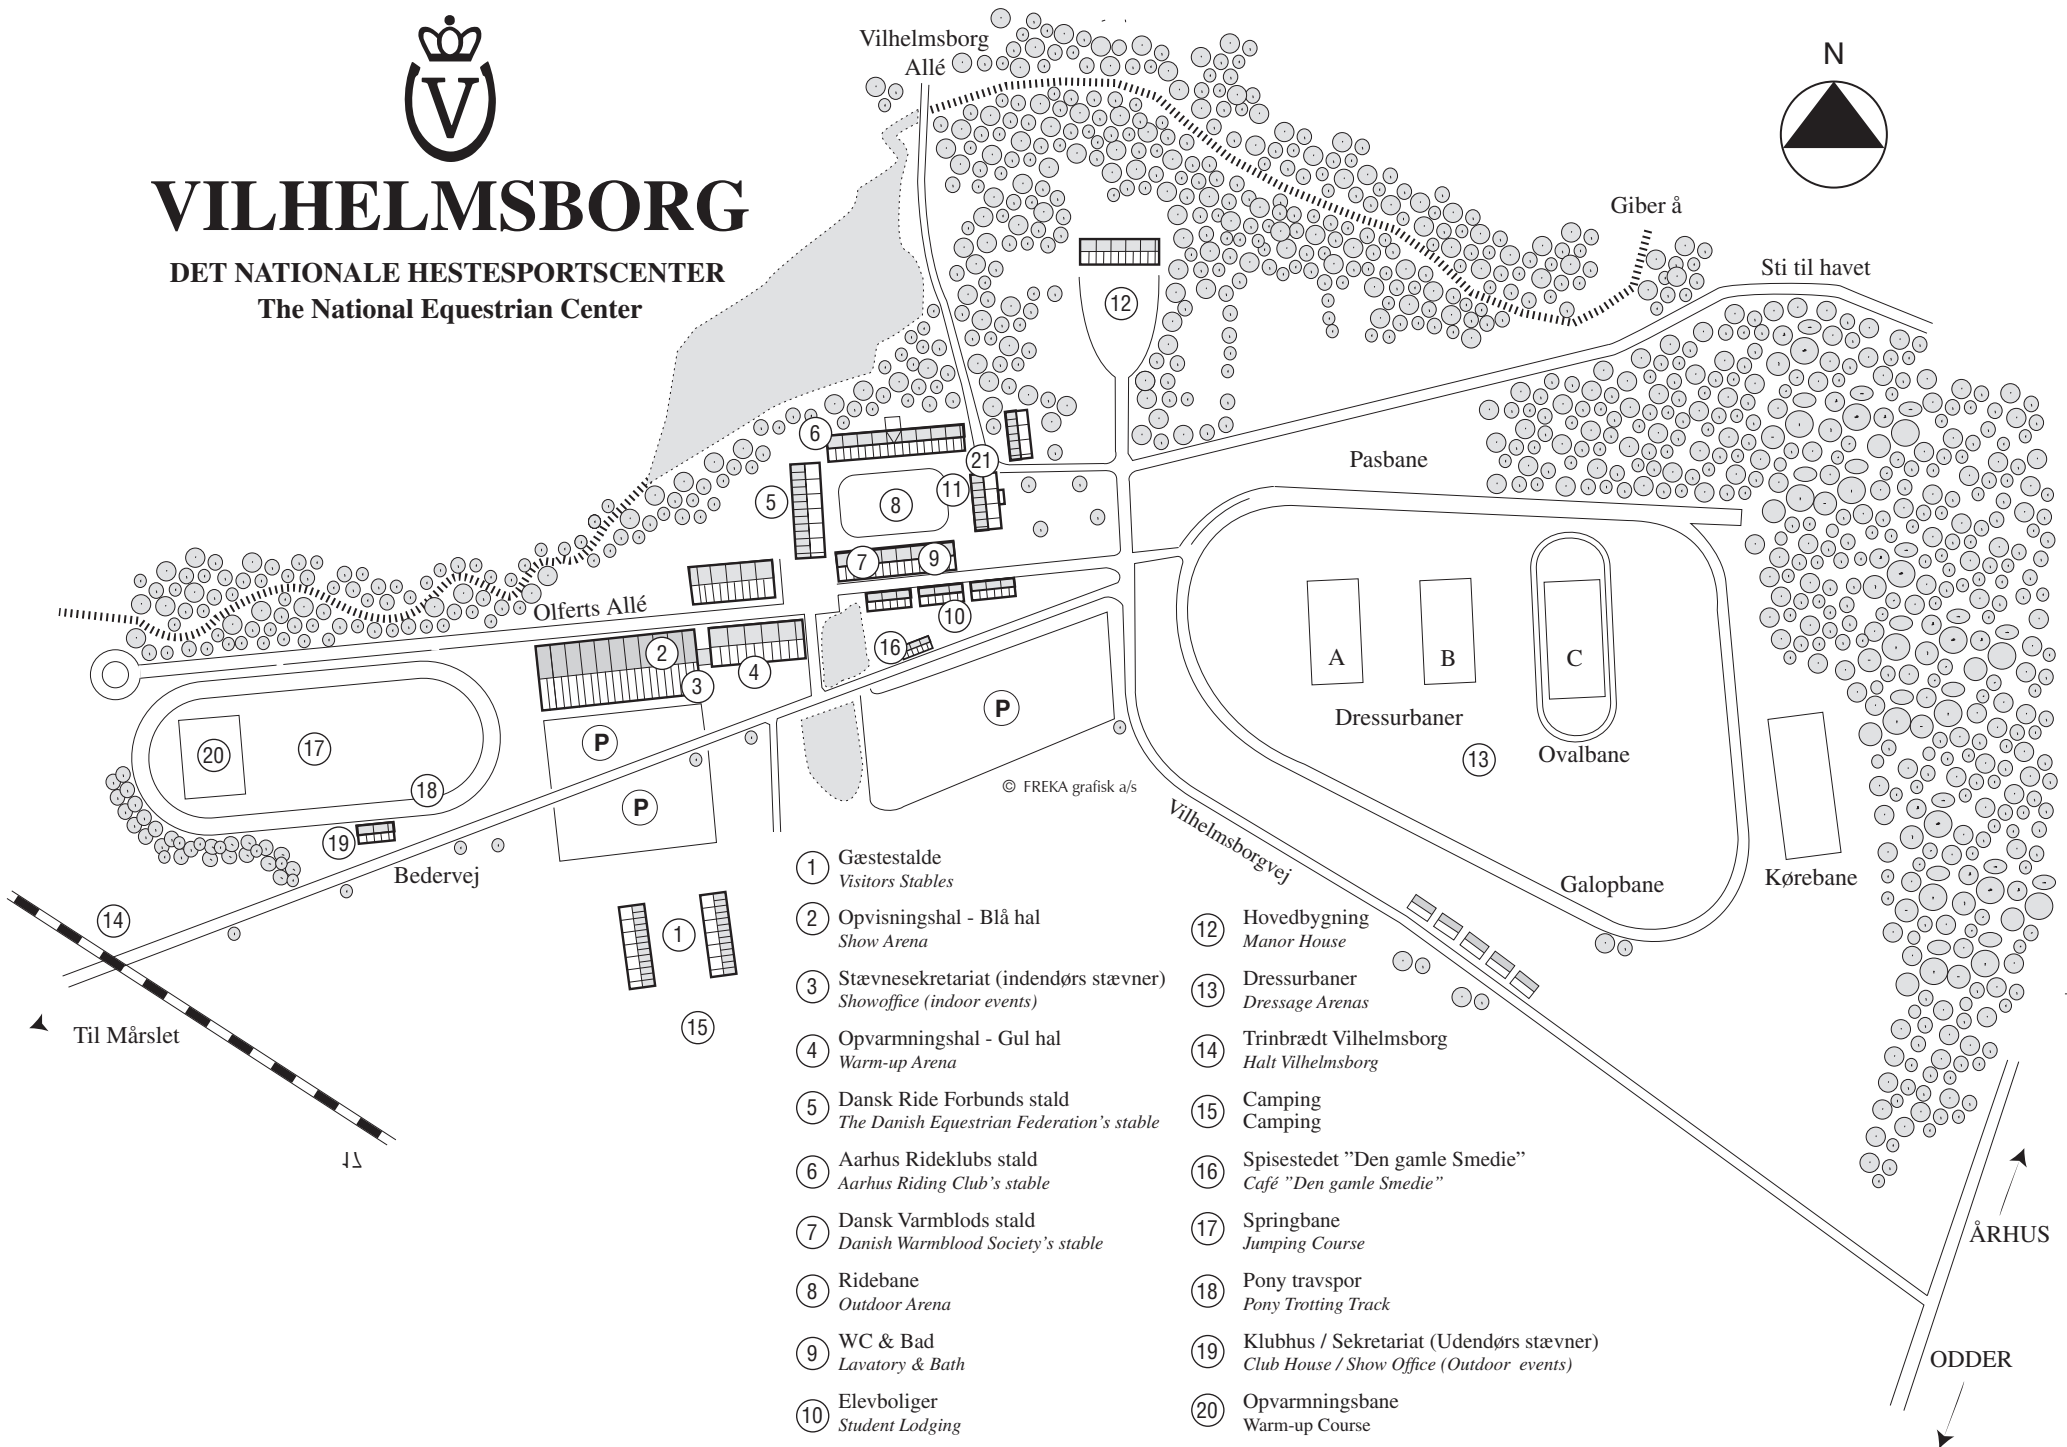 V
VILHELMSBORG
DET NATIONALE HESTESPORTSCENTER
The National Equestrian Center
Vilhelmsborg
Allé
N
Giber å
Sti til havet
12
6
21
Pasbane
5
8
11
7
9
Olferts Allé
10
2
16
3
4
A
B
C
P
Dressurbaner
20
17
P
13
Ovalbane
18
P
© FREKA grafisk a/s
19
Bedervej
Vilhelmsborgvej
Galopbane
Kørebane
14
1
Til Mårslet
15
17
1 Gæstestalde
Visitors Stables
2 Opvisningshal - Blå hal
Show Arena
3 Stævnesekretariat (indendørs stævner)
Showoffice (indoor events)
4 Opvarmningshal - Gul hal
Warm-up Arena
5 Dansk Ride Forbunds stald
The Danish Equestrian Federation's stable
6 Aarhus Rideklubs stald
Aarhus Riding Club's stable
7 Dansk Varmblods stald
Danish Warmblood Society's stable
8 Ridebane
Outdoor Arena
9 WC & Bad
Lavatory & Bath
10 Elevboliger
Student Lodging
12 Hovedbygning
Manor House
13 Dressurbaner
Dressage Arenas
14 Trinbrædt Vilhelmsborg
Halt Vilhelmsborg
15 Camping
Camping
16 Spisestedet ”Den gamle Smedie”
Café ”Den gamle Smedie”
17 Springbane
Jumping Course
18 Pony travspor
Pony Trotting Track
19 Klubhus / Sekretariat (Udendørs stævner)
Club House / Show Office (Outdoor events)
20 Opvarmningsbane
Warm-up Course
ÅRHUS
ODDER